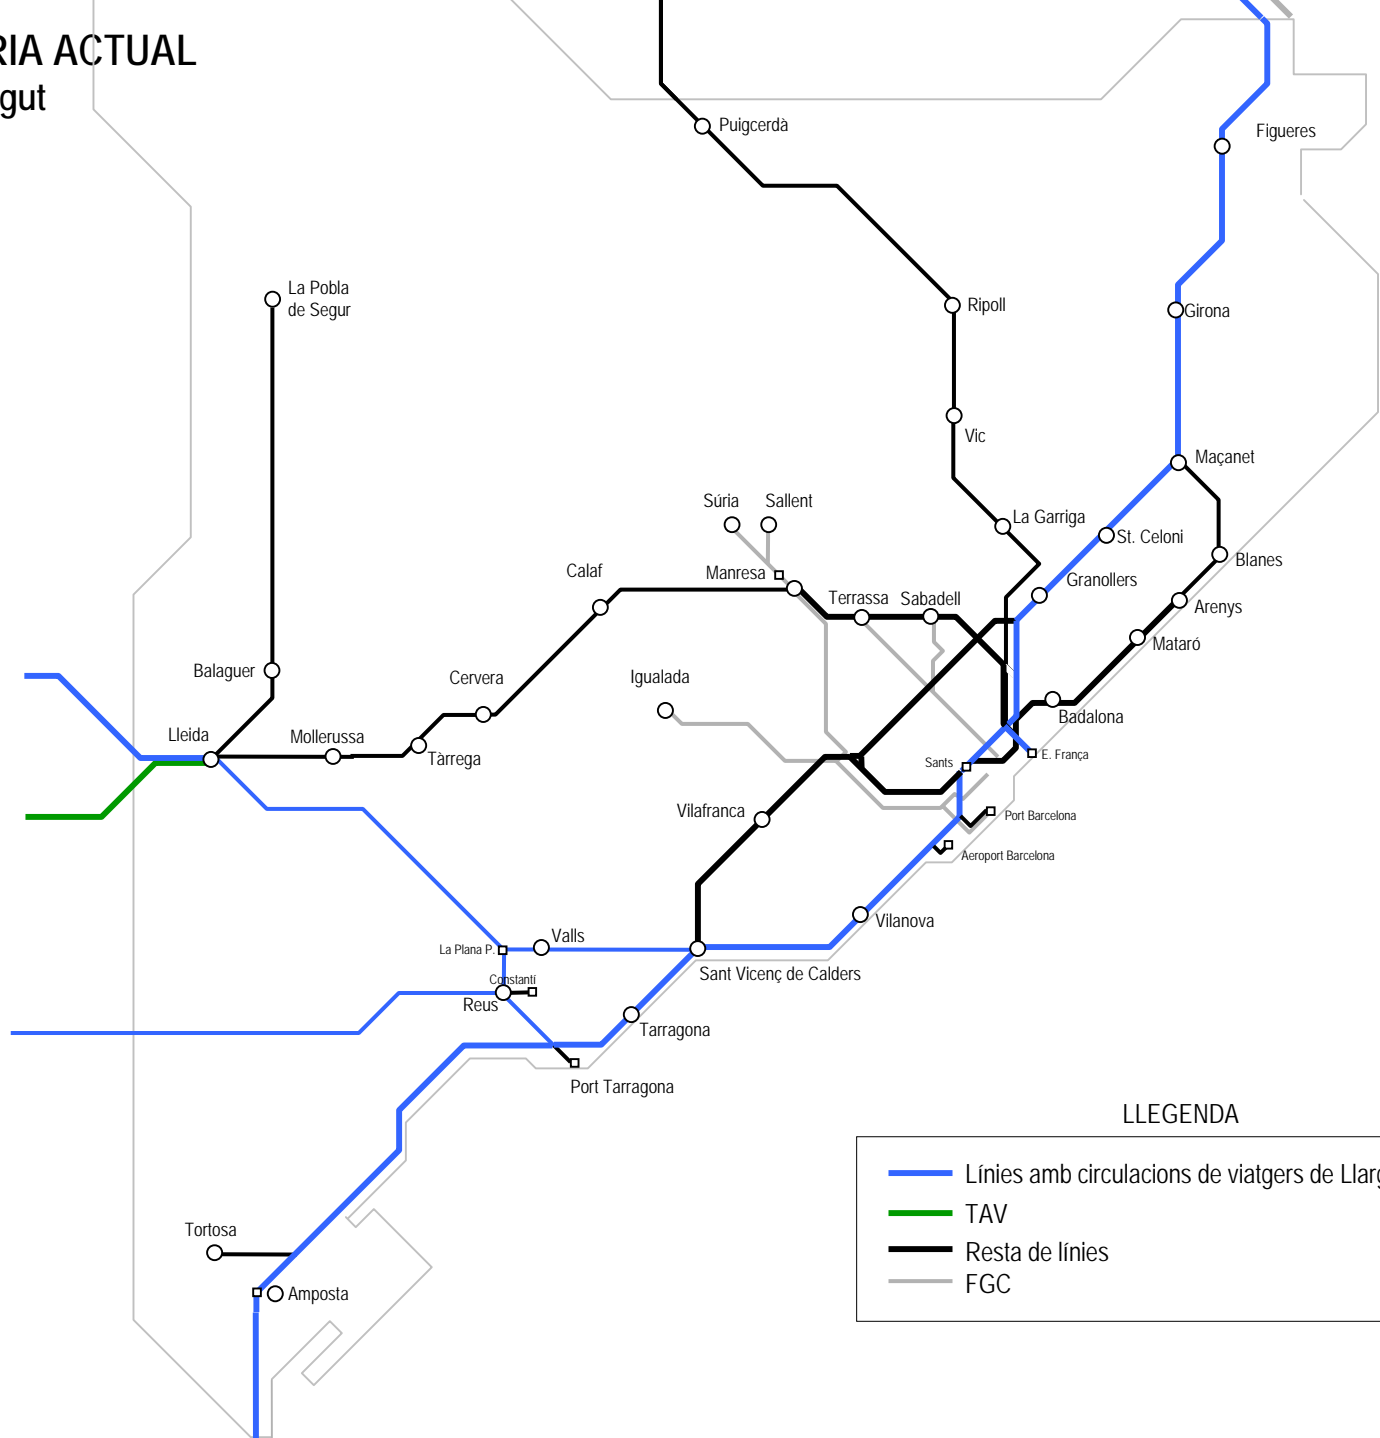 RIA ACTUAL
gut
Puigcerdà
Figueres
La Pobla
de Segur
Ripoll
Girona
Vic
Maçanet
Súria
Sallent
La Garriga
St. Celoni
Calaf
Manresa
Blanes
Granollers
Terrassa
Sabadell
Arenys
Mataró
Balaguer
Cervera
Igualada
Badalona
Lleida
Mollerussa
Tàrrega
Sants
E. França
Vilafranca
Port Barcelona
Aeroport Barcelona
Vilanova
Valls
La Plana P.
Sant Vicenç de Calders
Constantí
Reus
Tarragona
Port Tarragona
LLEGENDA
Línies amb circulacions de viatgers de Llarg
TAV
Resta de línies
FGC
Tortosa
Amposta